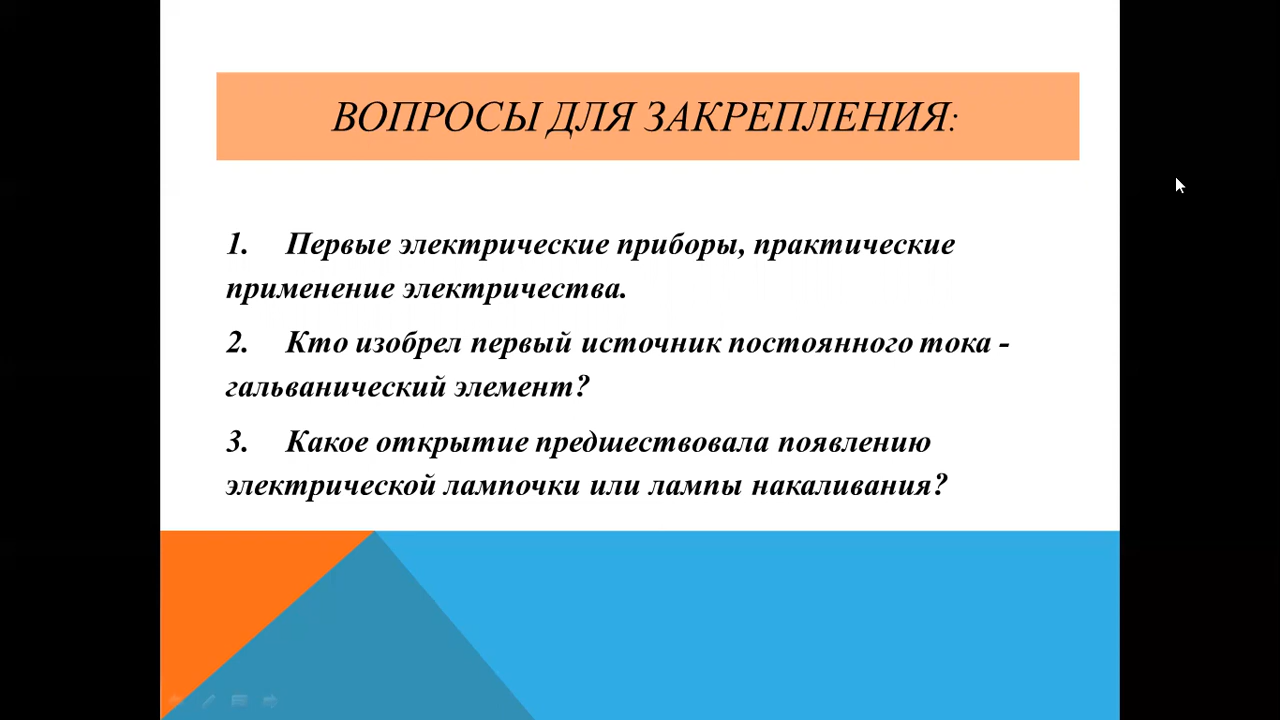 ВОПРОСЫ ДЛЯ ЗАКРЕПЛЕНИЯ:
1. Первые электрические приборы, практические
применение электричества.
2. Кто изобрел первый источник постоянного тока -
гальванический элемент?
3. Какое открытие предшествовала появлению
электрической лампочки или лампы накаливания?